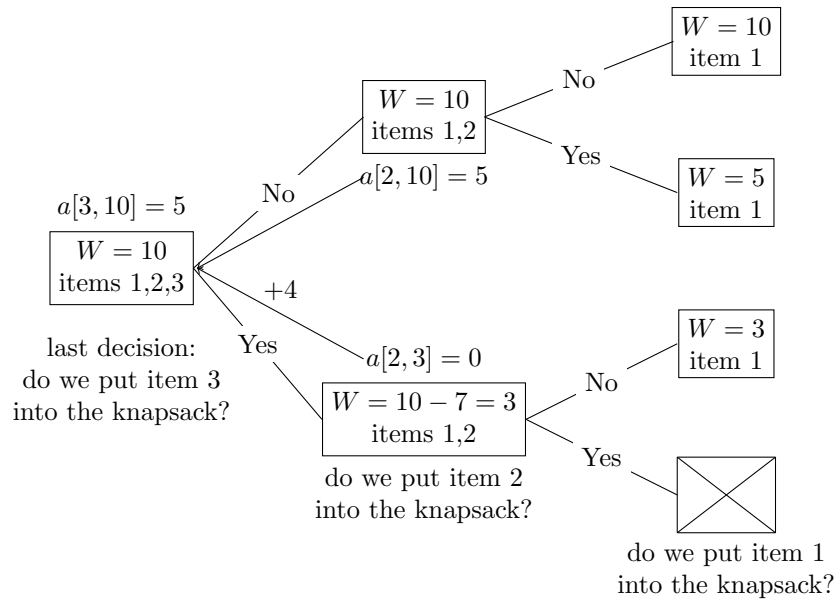 W = 10
item 1
No
W = 10
items 1,2
Yes
W = 5
item 1
a[2, 10] = 5
No
a[3, 10] = 5
W = 10
items 1,2,3
+4
W = 3
item 1
last decision:
do we put item 3
into the knapsack?
Yes
a[2, 3] = 0
No
W = 10 − 7 = 3
items 1,2
Yes
do we put item 2
into the knapsack?
do we put item 1
into the knapsack?